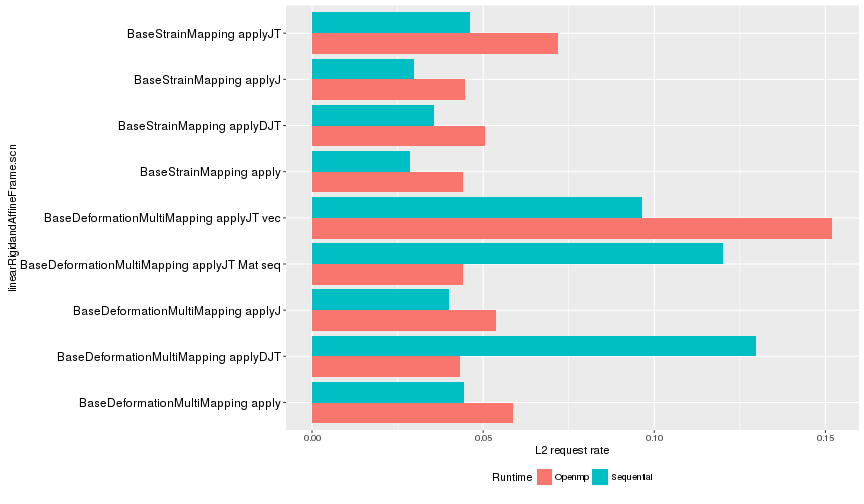 linearRigidandAffineFrame.scn
BaseStrainMapping applyJT
BaseStrainMapping applyJ
BaseStrainMapping applyDJT
BaseStrainMapping apply
BaseDeformationMultiMapping applyJT vec
BaseDeformationMultiMapping applyJT Mat seq
BaseDeformationMultiMapping applyJ
BaseDeformationMultiMapping applyDJT
BaseDeformationMultiMapping apply
0.00 0.05 0.10 0.15
L2 request rate
Runtime Openmp Sequential